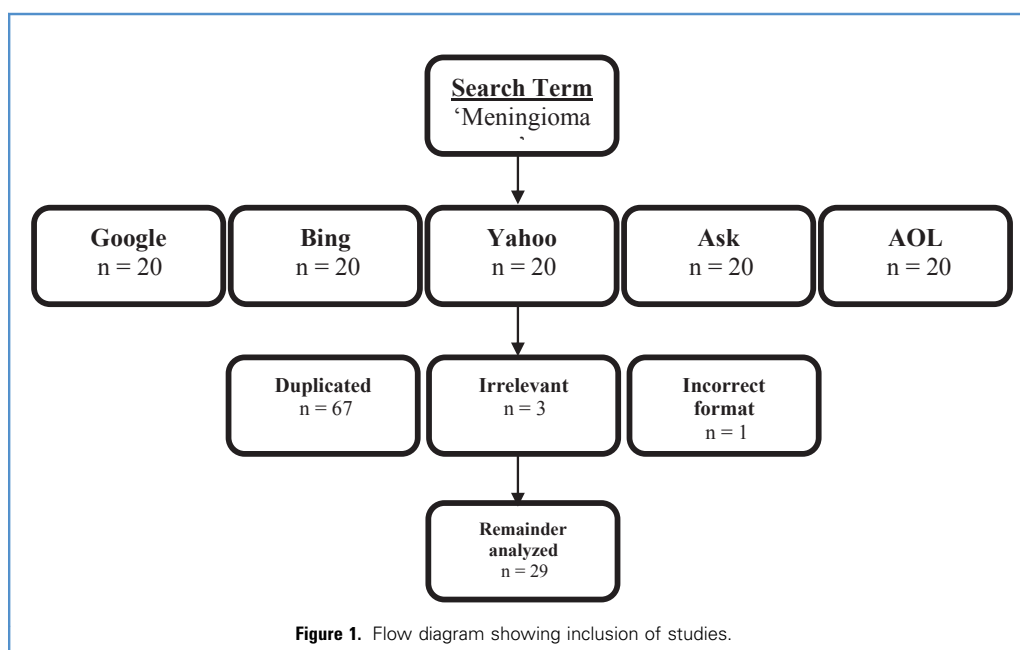 Search Term
‘Meningioma
’
Google
n = 20
Bing
n = 20
Yahoo
n = 20
Ask
n = 20
AOL
n = 20
Duplicated
n = 67
Irrelevant
n = 3
Incorrect
format
n = 1
Remainder
analyzed
n = 29
Figure 1. Flow diagram showing inclusion of studies.